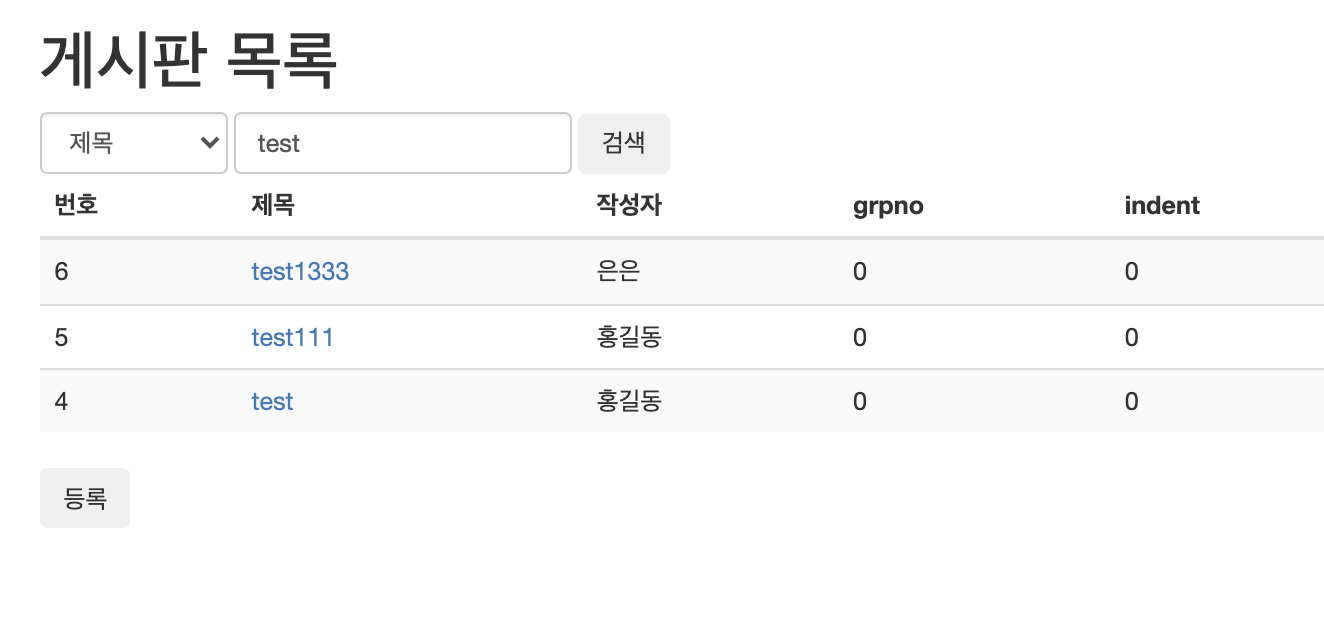 게시판 목록
제목 test 검색
번호 제목 작성자 grpno indent
6 test1333 은은 0 0
5 test111 홍길동 0 0
4 test 홍길동 0 0
등록